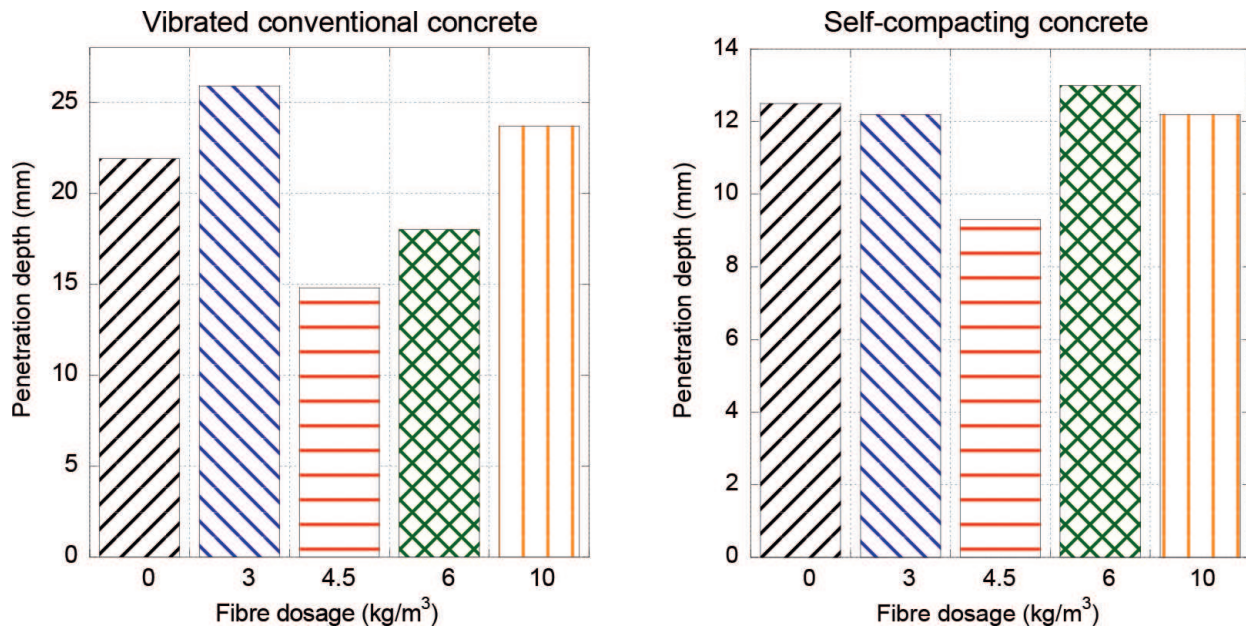 Vibrated conventional concrete
Penetration depth (mm)
25
20
15
10
5
0
0 3 4.5 6 10
Fibre dosage (kg/m³)
Self-compacting concrete
Penetration depth (mm)
14
12
10
8
6
4
2
0
0 3 4.5 6 10
Fibre dosage (kg/m³)